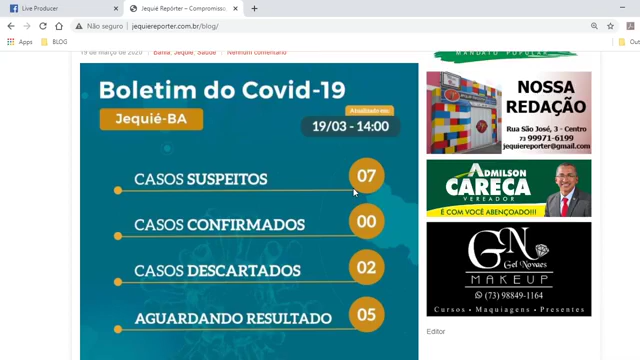 Live Producer
Jequié Repórter – Compromisso
Não seguro | jequiereporter.com.br/blog/
Apps
BLOG
Out
19 de março de 2020 / Bahia, Jequié, Saúde / Nenhum comentário
MANDATO POPULAR
Boletim do Covid-19
Jequié-BA
Atualizado em:
19/03 - 14:00
CASOS SUSPEITOS 07
CASOS CONFIRMADOS 00
CASOS DESCARTADOS 02
AGUARDANDO RESULTADO 05
NOSSA
REDAÇÃO
Rua São José, 3 - Centro
73 99971-6199
jequiereporter@gmail.com
ADMILSON
CARECA
VEREADOR
É COM VOCÊ ABENÇOADO!!!
GN
Gel Novaes
MAKEUP
(73) 98849-1164
Cursos • Maquiagens • Presentes
Editor